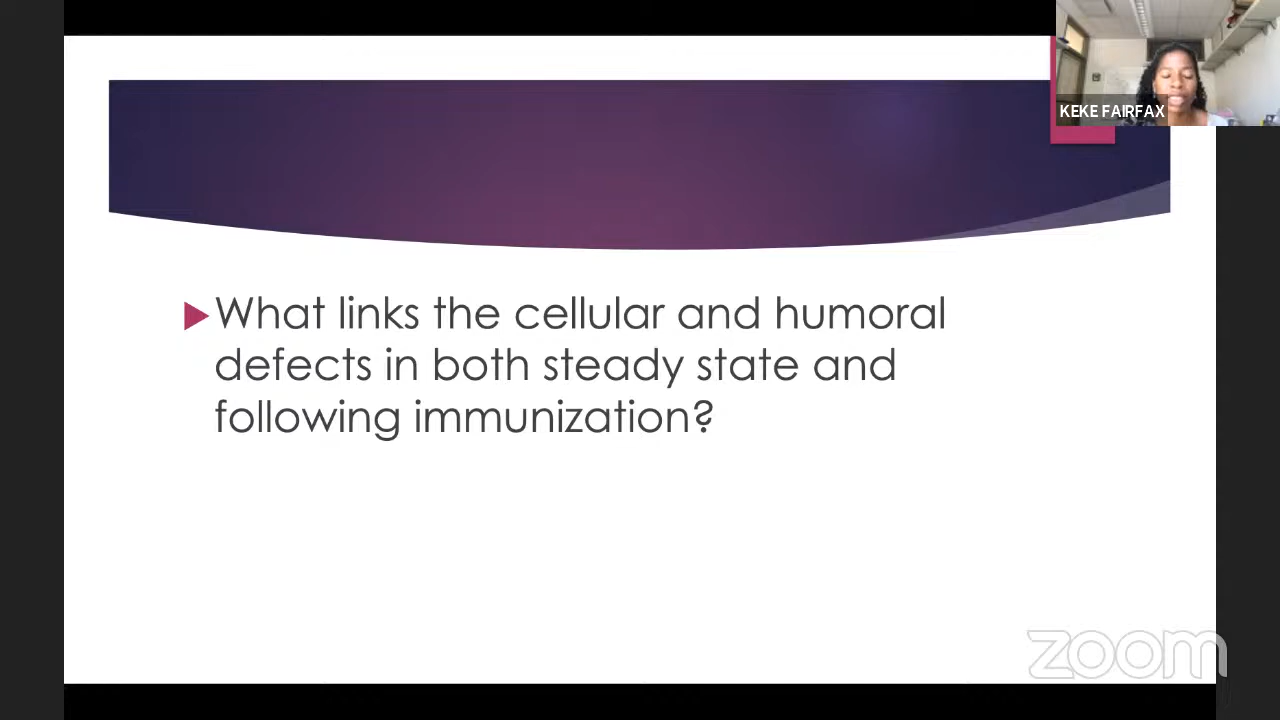 KEKE FAIRFAX
What links the cellular and humoral
defects in both steady state and
following immunization?
zoom